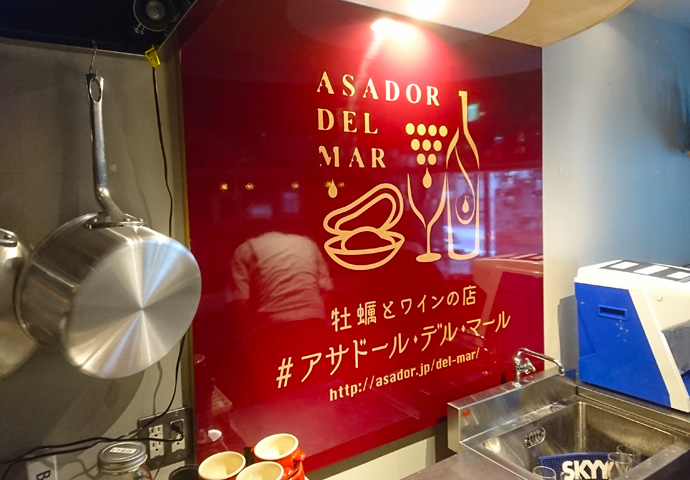 ASADOR
DEL
MAR
牡蠣とワインの店
#アサドール・デル・マール
http://asador.jp/del-mar/
SKYY
B